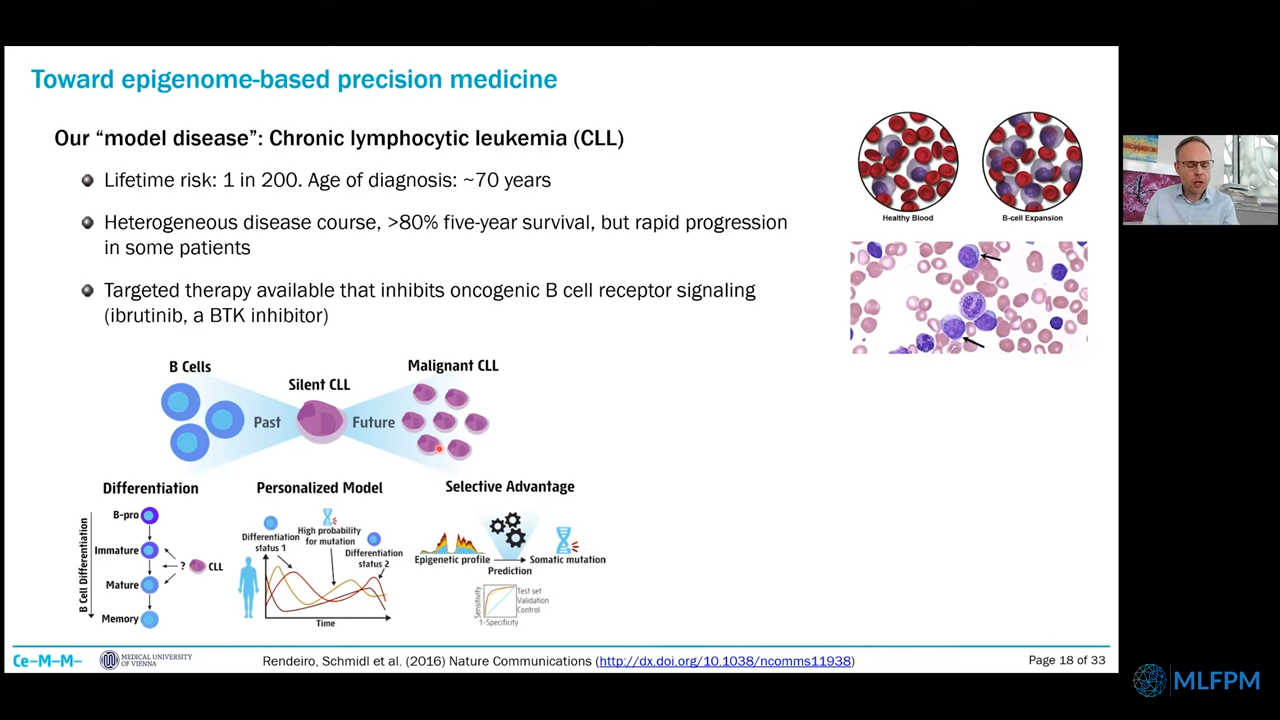 Toward epigenome-based precision medicine
Our “model disease”: Chronic lymphocytic leukemia (CLL)
Lifetime risk: 1 in 200. Age of diagnosis: ~70 years
Heterogeneous disease course, >80% five-year survival, but rapid progression
in some patients
Targeted therapy available that inhibits oncogenic B cell receptor signaling
(ibrutinib, a BTK inhibitor)
Healthy Blood
B-cell Expansion
B Cells
Silent CLL
Malignant CLL
Past
Future
Differentiation
B Cell Differentiation
B-pro
Immature
? CLL
Mature
Memory
Personalized Model
Differentiation
status 1
High probability
for mutation
Differentiation
status 2
Time
Selective Advantage
Epigenetic profile
Somatic mutation
Prediction
Sensitivity
Test set
Validation
Control
1-Specificity
Ce-M-M-
MEDICAL UNIVERSITY
OF VIENNA
Rendeiro, Schmidl et al. (2016) Nature Communications (http://dx.doi.org/10.1038/ncomms11938)
Page 18 of 33
MLFPM